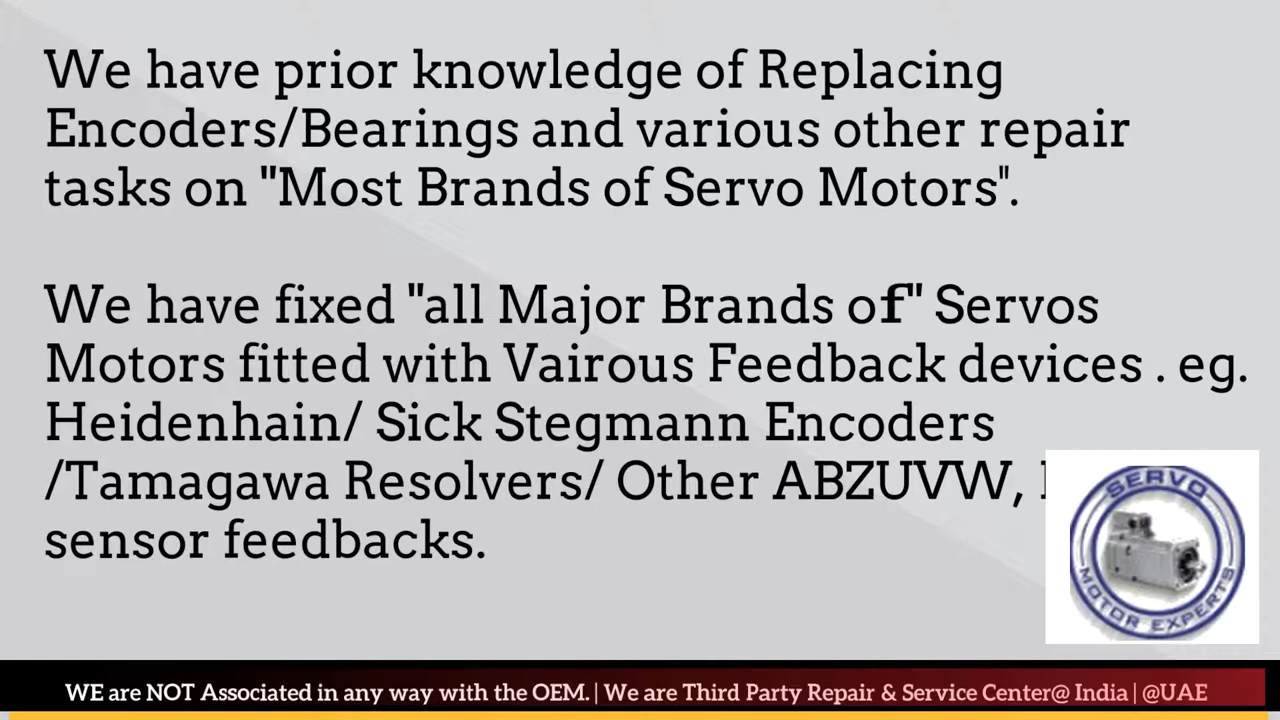 We have prior knowledge of Replacing
Encoders/Bearings and various other repair
tasks on "Most Brands of Servo Motors".
We have fixed "all Major Brands of" Servos
Motors fitted with Vairous Feedback devices . eg.
Heidenhain/ Sick Stegmann Encoders
/Tamagawa Resolvers/ Other ABZUVW,
sensor feedbacks.
SERVO
MOTOR EXPERTS
WE are NOT Associated in any way with the OEM. | We are Third Party Repair & Service Center@ India | @UAE